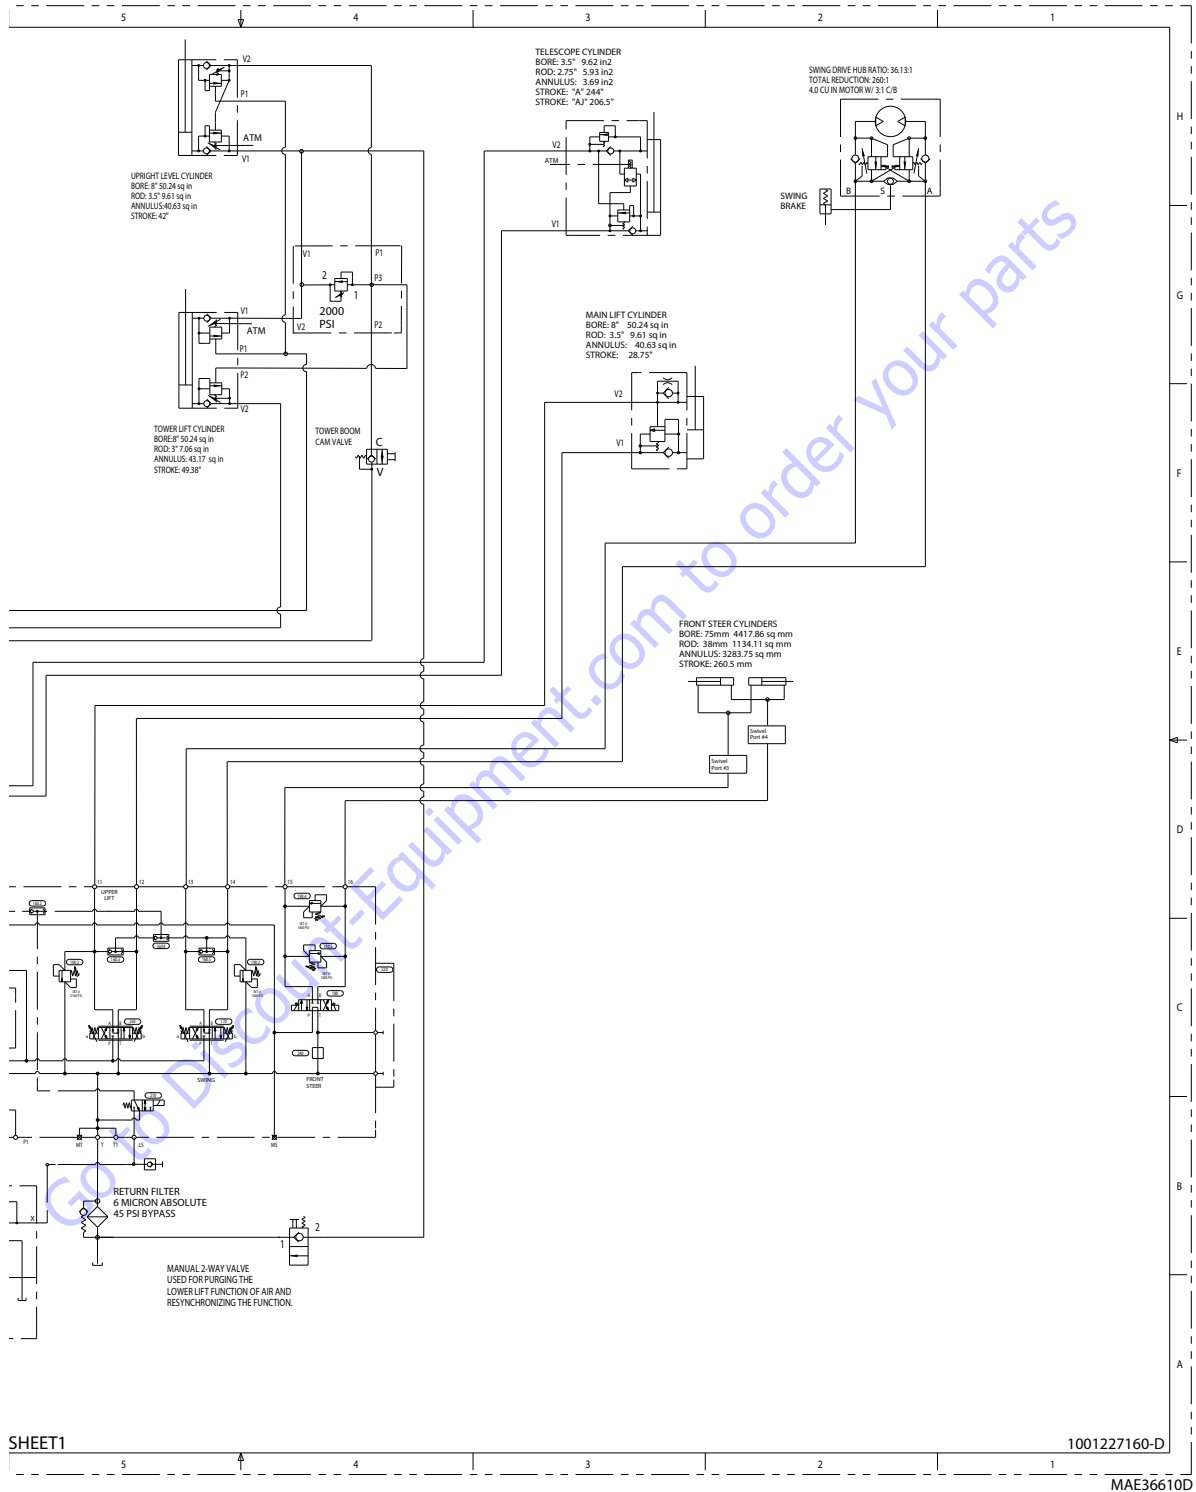 5 4 3 2 1
TELESCOPE CYLINDER
BORE: 3.5" 9.62 in2
ROD: 2.75" 5.93 in2
ANNULUS: 3.69 in2
STROKE: "A" 244"
STROKE: "AJ" 206.5"
SWING DRIVE HUB RATIO: 36.13:1
TOTAL REDUCTION: 260:1
4.0 CU IN MOTOR W/ 3:1 C/B
V2
P1
ATM
V1
UPRIGHT LEVEL CYLINDER
BORE: 8" 50.24 sq in
ROD: 3.5" 9.61 sq in
ANNULUS:40.63 sq in
STROKE: 42"
V2
ATM
V1
SWING
BRAKE
B S A
H
G
F
E
D
C
B
A
V1 P1
2 P3
1
2000
PSI
V2 P2
V1
ATM
P1
P2
V2
TOWER LIFT CYLINDER
BORE:8" 50.24 sq in
ROD: 3" 7.06 sq in
ANNULUS: 43.17 sq in
STROKE: 49.38"
TOWER BOOM
CAM VALVE
C
V
MAIN LIFT CYLINDER
BORE: 8" 50.24 sq in
ROD: 3.5" 9.61 sq in
ANNULUS: 40.63 sq in
STROKE: 28.75"
V2
V1
FRONT STEER CYLINDERS
BORE: 75mm 4417.86 sq mm
ROD: 38mm 1134.11 sq mm
ANNULUS: 3283.75 sq mm
STROKE: 260.5 mm
Swivel
Port #4
Swivel
Port #3
11 12 13 14 15 16
UPPER
LIFT
SWING
FRONT
STEER
P1 MT T T1 LS MS
X
RETURN FILTER
6 MICRON ABSOLUTE
45 PSI BYPASS
1 2
MANUAL 2-WAY VALVE
USED FOR PURGING THE
LOWER LIFT FUNCTION OF AIR AND
RESYNCHRONIZING THE FUNCTION.
Go to Discount-Equipment.com to order your parts
SHEET1
1001227160-D
5 4 3 2 1
MAE36610D